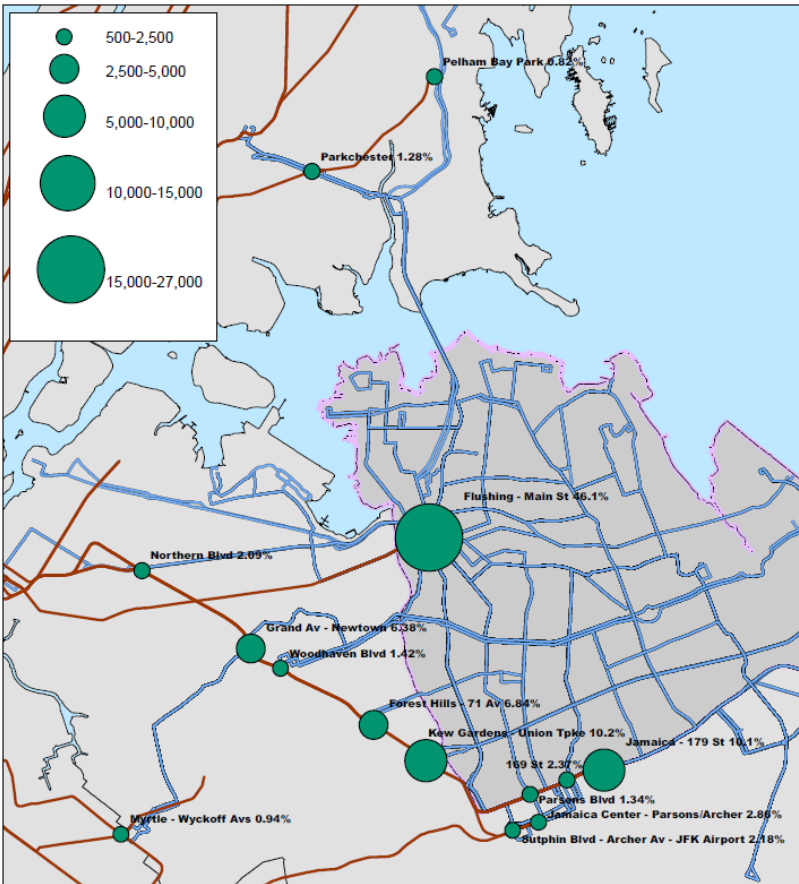 500-2,500
2,500-5,000
5,000-10,000
10,000-15,000
15,000-27,000
Pelham Bay Park 0.82%
Parkchester 1.28%
Flushing - Main St 46.1%
Northern Blvd 2.09%
Grand Av - Newtown 6.38%
Woodhaven Blvd 1.42%
Forest Hills - 71 Av 6.84%
Kew Gardens - Union Tpke 10.2%
Jamaica - 179 St 10.1%
169 St 2.37%
Parsons Blvd 1.34%
Jamaica Center - Parsons/Archer 2.86%
Myrtle - Wyckoff Avs 0.94%
Sutphin Blvd - Archer Av - JFK Airport 2.18%